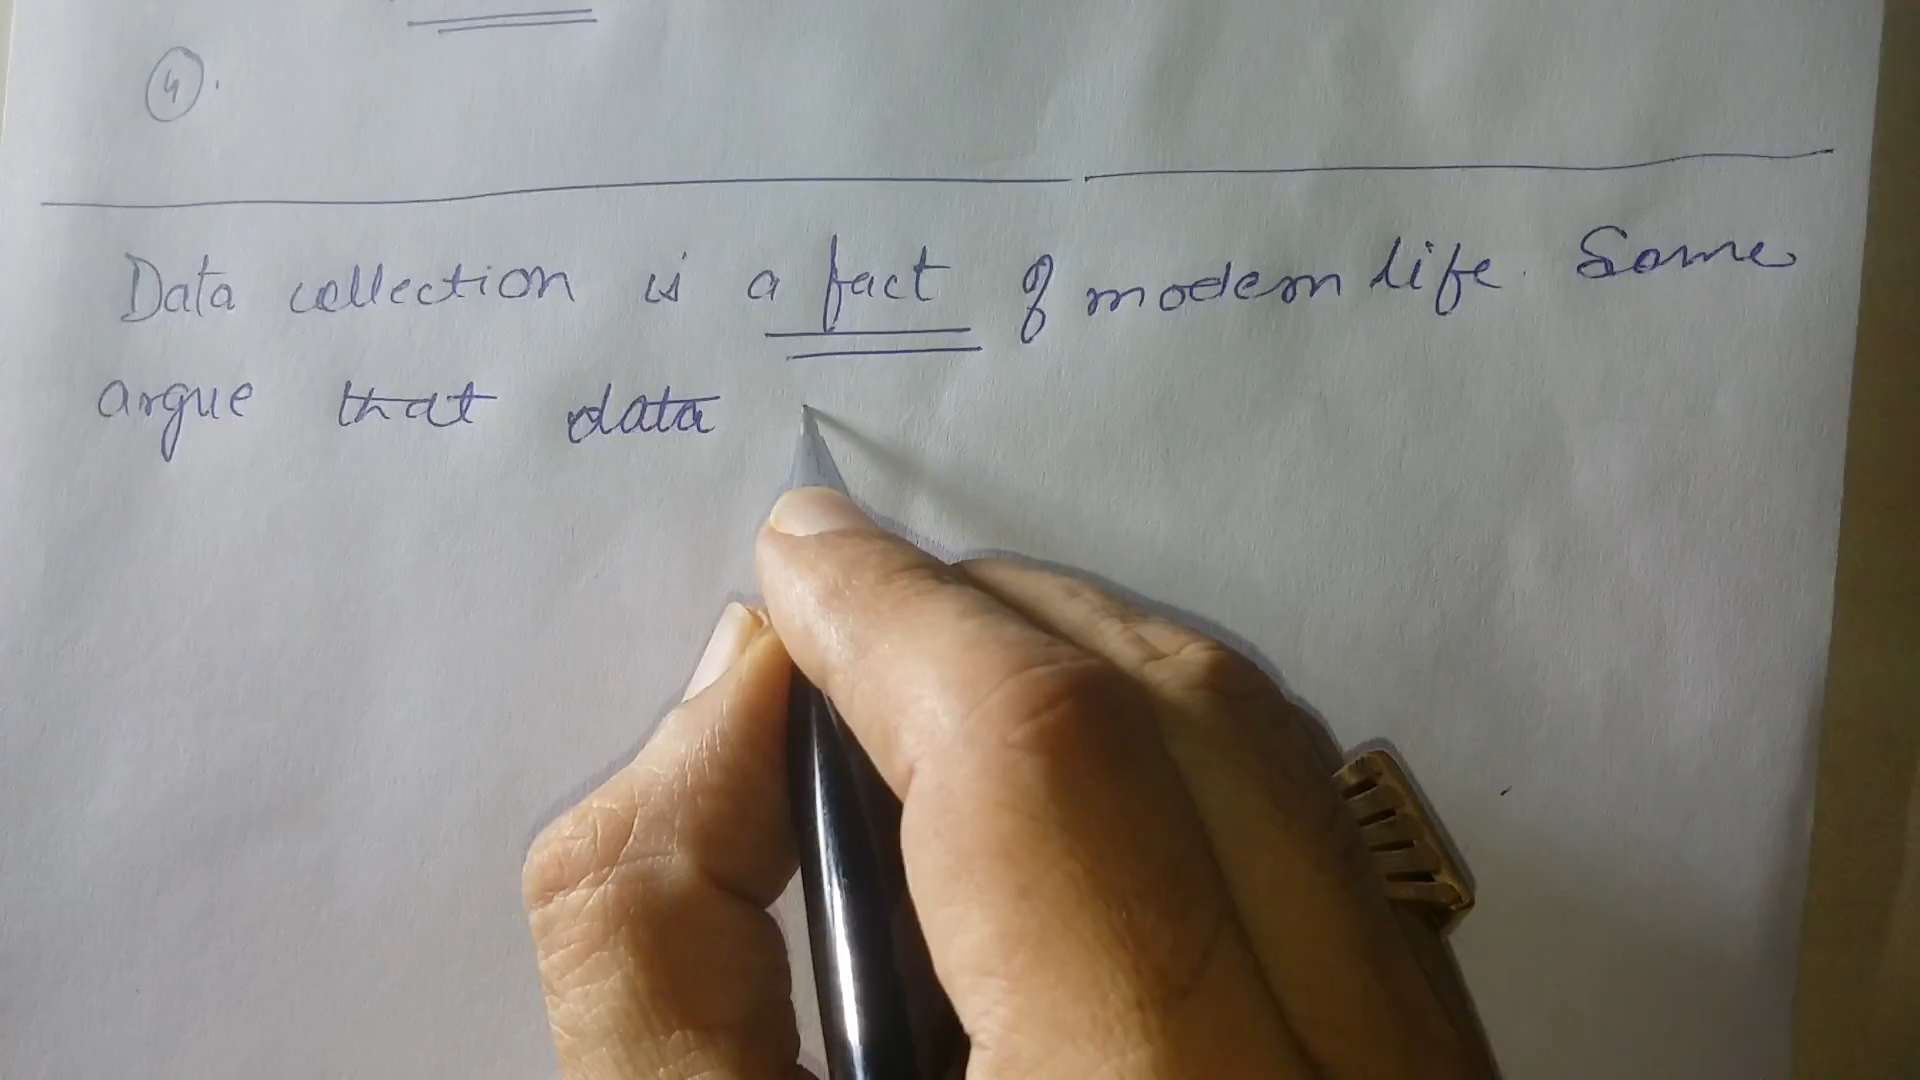 4.
Data collection is a fact of modern life. Some
argue that data